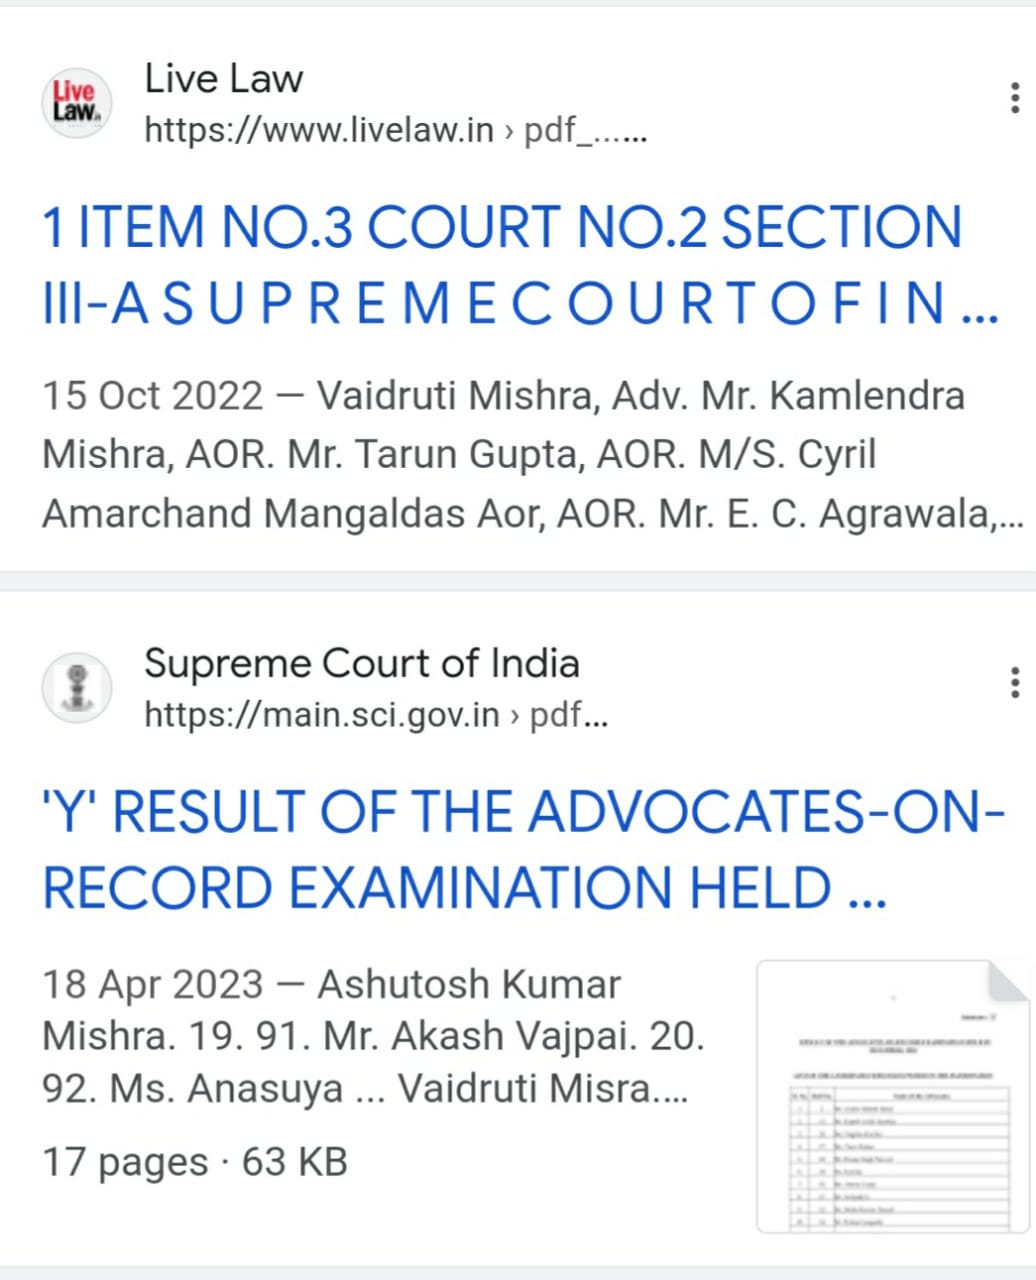 Live Law
Live
Law.in
https://www.livelaw.in › pdf_......
1 ITEM NO.3 COURT NO.2 SECTION
III-A S U P R E M E C O U R T O F I N ...
15 Oct 2022 — Vaidruti Mishra, Adv. Mr. Kamlendra
Mishra, AOR. Mr. Tarun Gupta, AOR. M/S. Cyril
Amarchand Mangaldas Aor, AOR. Mr. E. C. Agrawala,...
Supreme Court of India
https://main.sci.gov.in › pdf...
'Y' RESULT OF THE ADVOCATES-ON-
RECORD EXAMINATION HELD ...
18 Apr 2023 — Ashutosh Kumar
Mishra. 19. 91. Mr. Akash Vajpai. 20.
92. Ms. Anasuya ... Vaidruti Misra....
17 pages · 63 KB